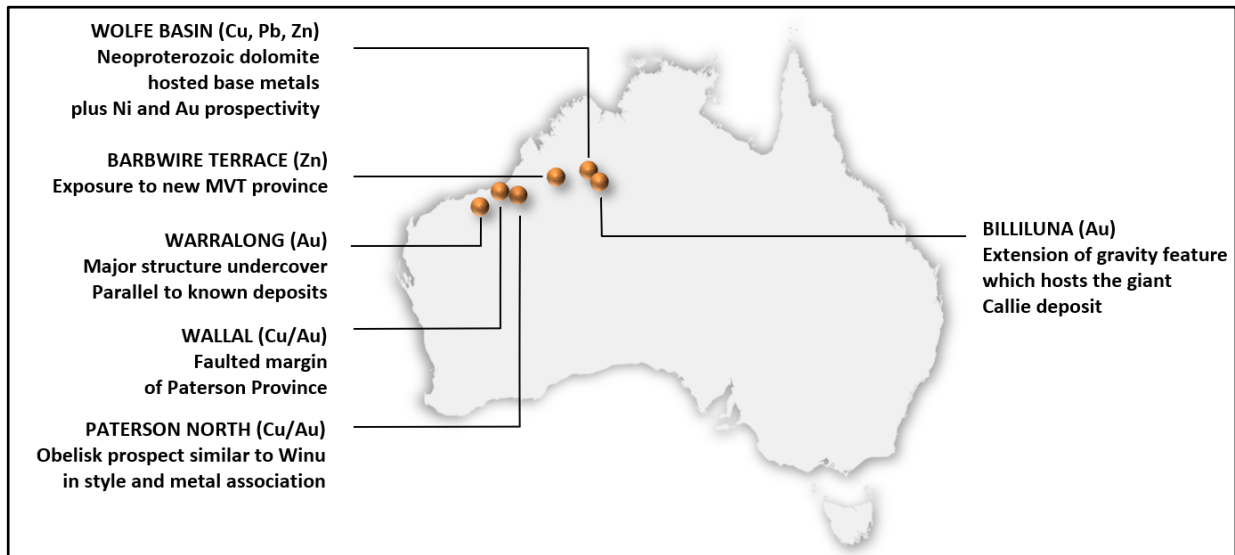 WOLFE BASIN (Cu, Pb, Zn)
Neoproterozoic dolomite
hosted base metals
plus Ni and Au prospectivity
BARBWIRE TERRACE (Zn)
Exposure to new MVT province
WARRALONG (Au)
Major structure undercover
Parallel to known deposits
WALLAL (Cu/Au)
Faulted margin
of Paterson Province
PATERSON NORTH (Cu/Au)
Obelisk prospect similar to Winu
in style and metal association
BILLILUNA (Au)
Extension of gravity feature
which hosts the giant
Callie deposit